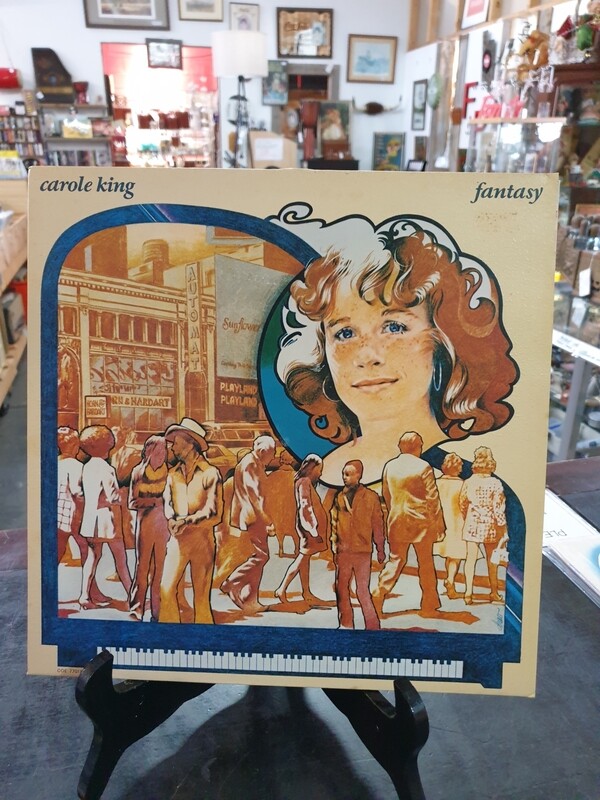 carole king
fantasy
AUTOMAT
Sunflower
PLAYLAND
PLAYLAND
HORN & HARDART